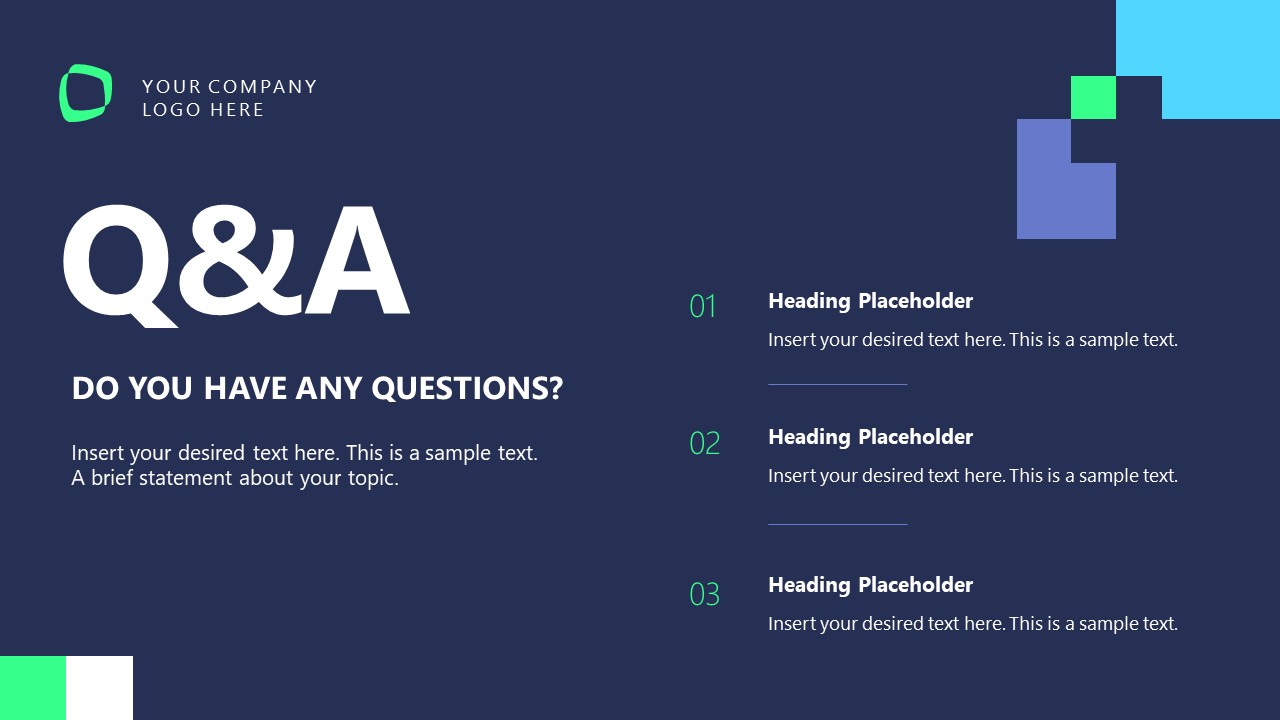 YOUR COMPANY
LOGO HERE
Q&A
DO YOU HAVE ANY QUESTIONS?
Insert your desired text here. This is a sample text.
A brief statement about your topic.
01
Heading Placeholder
Insert your desired text here. This is a sample text.
02
Heading Placeholder
Insert your desired text here. This is a sample text.
03
Heading Placeholder
Insert your desired text here. This is a sample text.